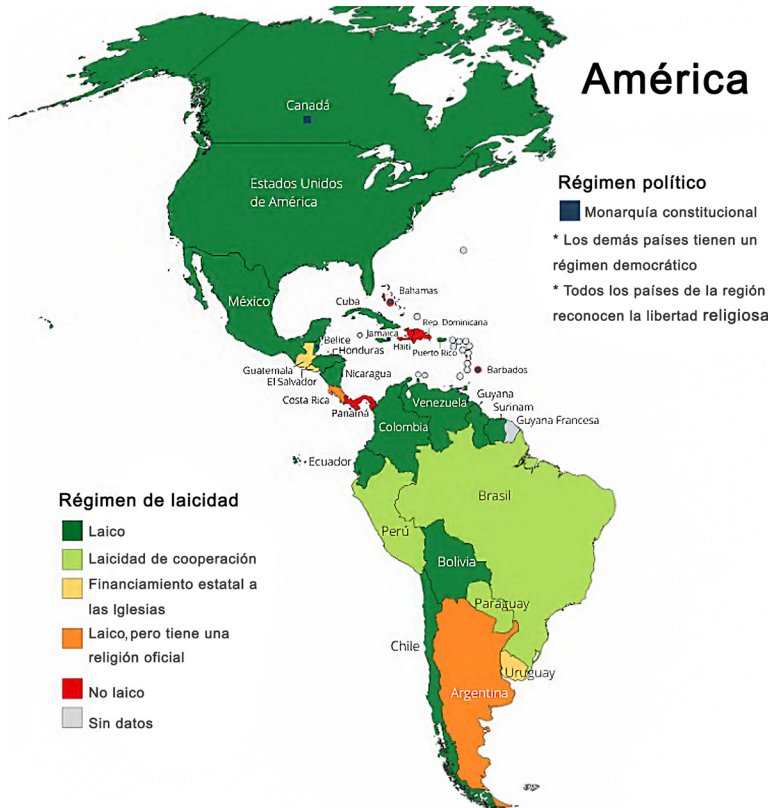 América
Canadá
Estados Unidos
de América
Régimen político
Monarquía constitucional
* Los demás países tienen un
régimen democrático
* Todos los países de la región
reconocen la libertad religiosa
México
Cuba
Bahamas
Jamaica
Haití
Rep. Dominicana
Puerto Rico
Belice
Honduras
Guatemala
El Salvador
Nicaragua
Costa Rica
Panamá
Barbados
Venezuela
Guyana
Surinam
Guyana Francesa
Colombia
Ecuador
Perú
Brasil
Bolivia
Paraguay
Chile
Uruguay
Argentina
Régimen de laicidad
Laico
Laicidad de cooperación
Financiamiento estatal a
las Iglesias
Laico, pero tiene una
religión oficial
No laico
Sin datos